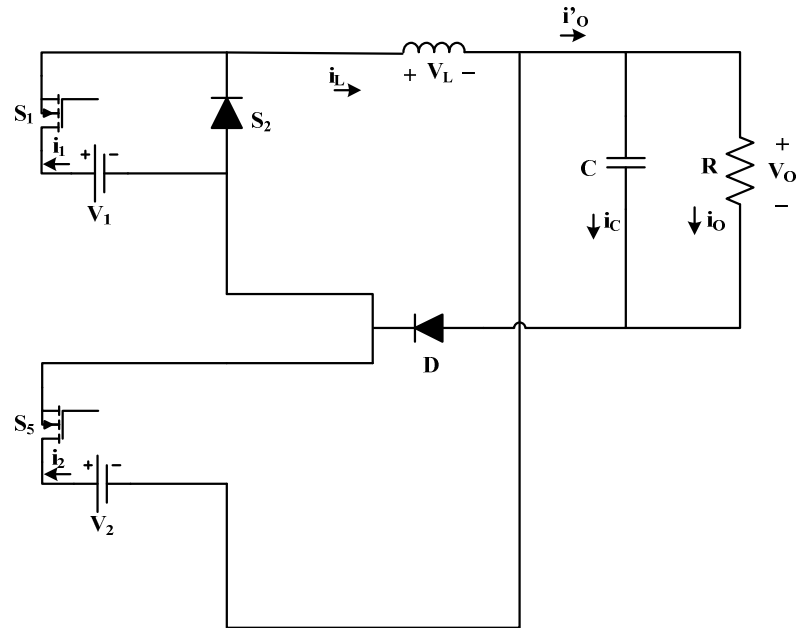 i'O
iL
+ VL −
S1
S2
i1
+ −
V1
C
R
+
VO
−
iC
iO
D
S5
i2
+ −
V2